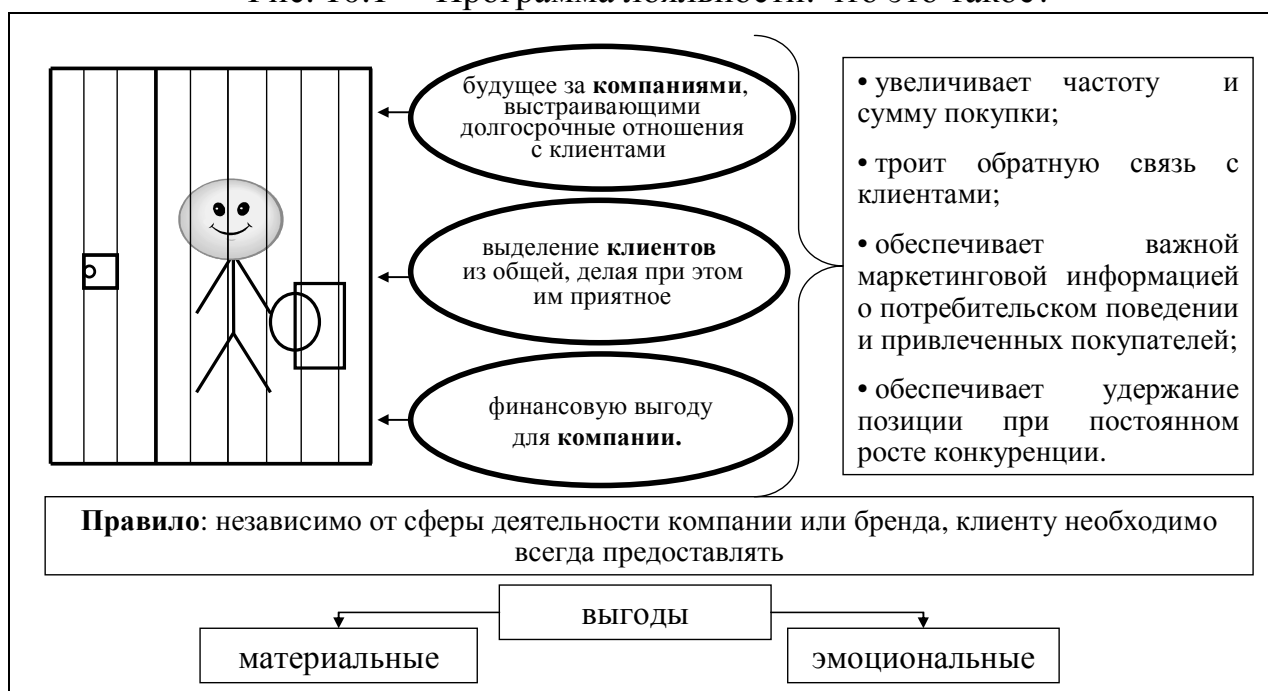 Рис. 10.1 – Программа лояльности: что это такое?
будущее за компаниями,
выстраивающими
долгосрочные отношения
с клиентами
выделение клиентов
из общей, делая при этом
им приятное
финансовую выгоду
для компании.
• увеличивает частоту и
сумму покупки;
• троит обратную связь с
клиентами;
• обеспечивает важной
маркетинговой информацией
о потребительском поведении
и привлеченных покупателей;
• обеспечивает удержание
позиции при постоянном
росте конкуренции.
Правило: независимо от сферы деятельности компании или бренда, клиенту необходимо
всегда предоставлять
выгоды
материальные
эмоциональные